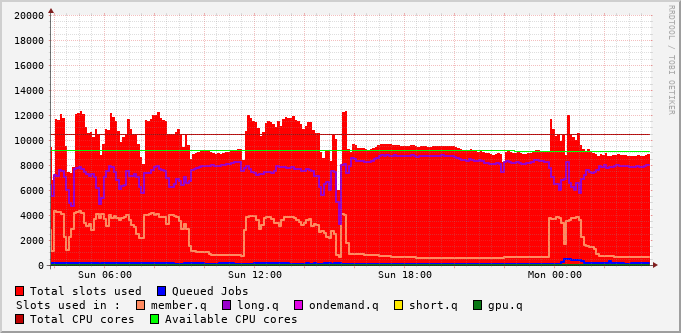 20000
18000
16000
14000
12000
10000
8000
6000
4000
2000
0
Sun 06:00 Sun 12:00 Sun 18:00 Mon 00:00
Total slots used Queued Jobs
Slots used in : member.q long.q ondemand.q short.q gpu.q
Total CPU cores Available CPU cores
RRDTOOL / TOBI OETIKER